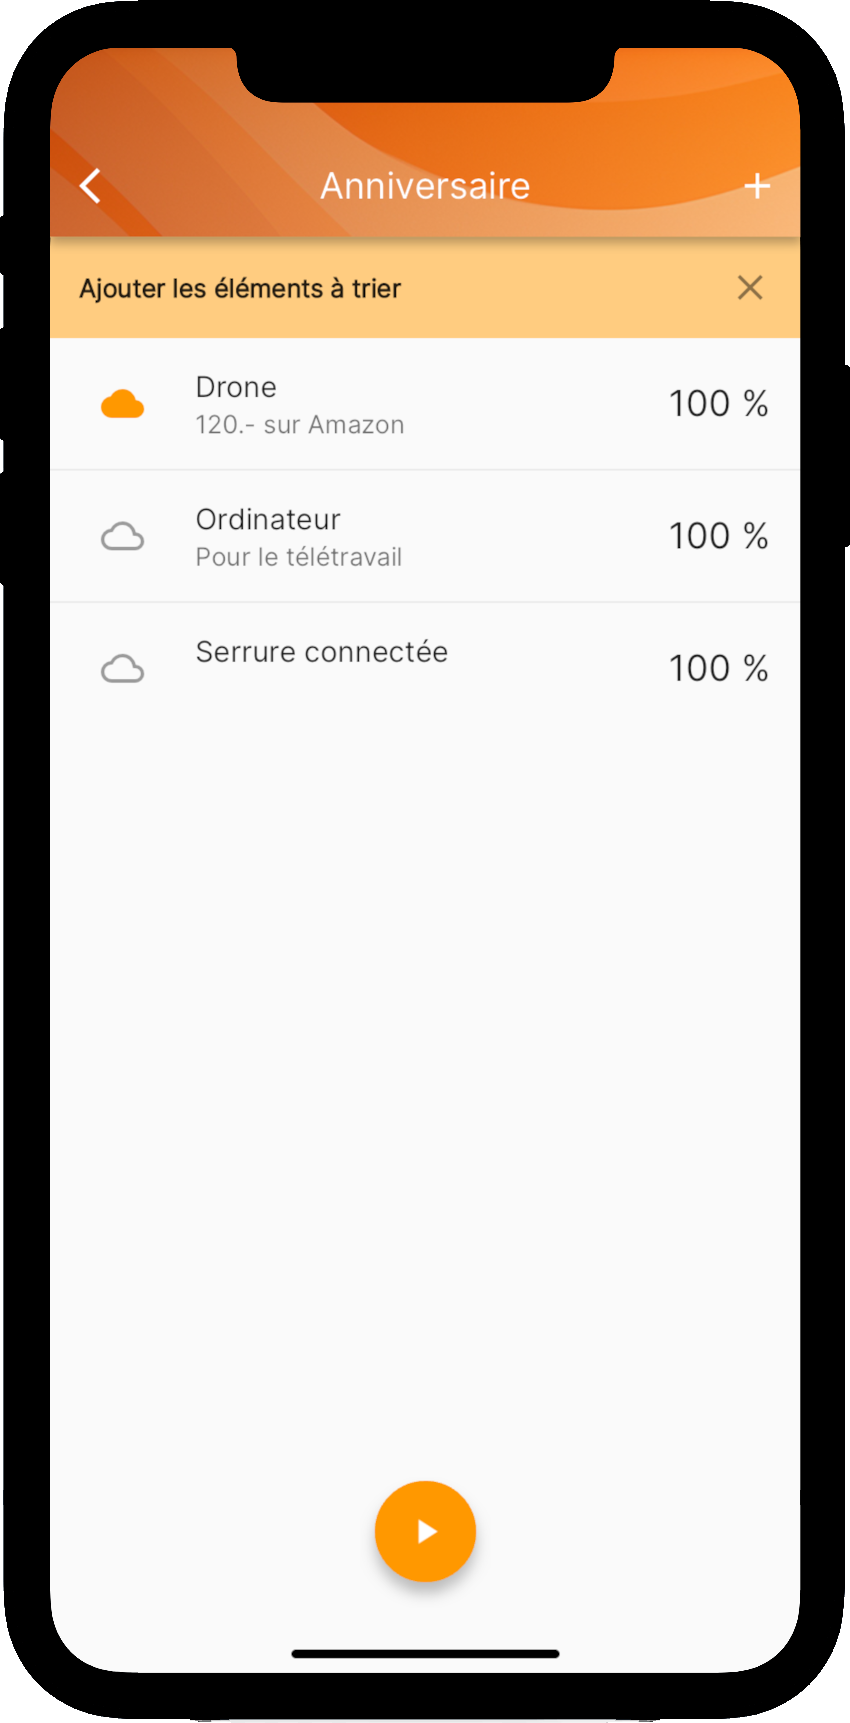 Anniversaire
Ajouter les éléments à trier
Drone
120.- sur Amazon
100 %
Ordinateur
Pour le télétravail
100 %
Serrure connectée
100 %